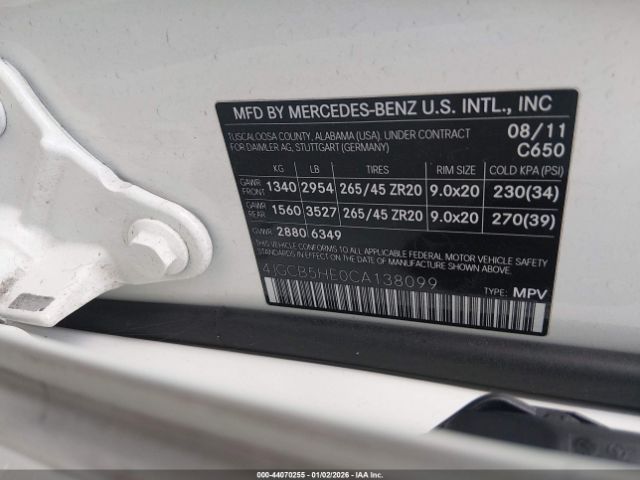 MFD BY MERCEDES-BENZ U.S. INTL., INC
TUSCALOOSA COUNTY, ALABAMA (USA). UNDER CONTRACT 08/11
FOR DAIMLER AG, STUTTGART (GERMANY) C650
KG LB TIRES RIM SIZE COLD KPA (PSI)
GAWR FRONT 1340 2954 265/45 ZR20 9.0x20 230(34)
GAWR REAR 1560 3527 265/45 ZR20 9.0x20 270(39)
GVWR 2880 6349
THIS VEHICLE CONFORMS TO ALL APPLICABLE FEDERAL MOTOR VEHICLE SAFETY
STANDARDS IN EFFECT ON THE DATE OF MANUFACTURE SHOWN ABOVE.
4JGCB5HE0CA138099
TYPE: MPV
000-44070255 - 01/02/2026 - IAA Inc.